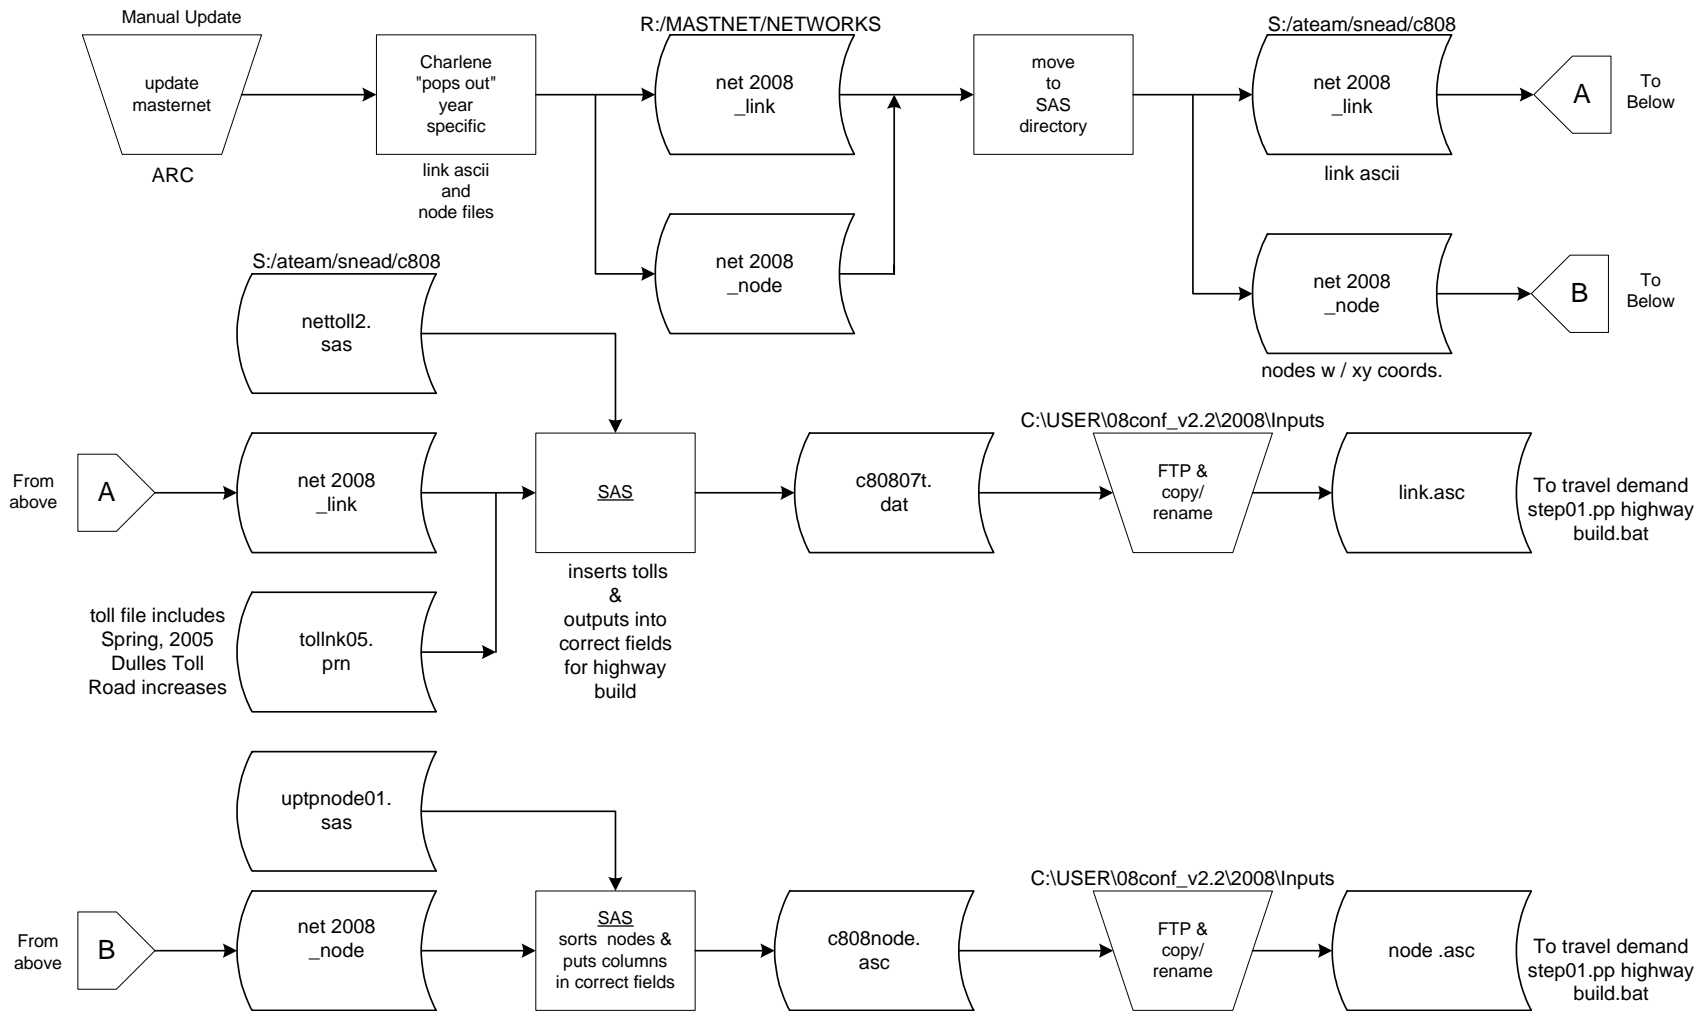 Manual Update
update
masternet
ARC
Charlene
"pops out"
year
specific
link ascii
and
node files
R:/MASTNET/NETWORKS
net 2008
_link
net 2008
_node
move
to
SAS
directory
S:/ateam/snead/c808
net 2008
_link
link ascii
A
To
Below
net 2008
_node
nodes w / xy coords.
B
To
Below
S:/ateam/snead/c808
nettoll2.
sas
From
above
A
net 2008
_link
toll file includes
Spring, 2005
Dulles Toll
Road increases
tollnk05.
prn
SAS
inserts tolls
&
outputs into
correct fields
for highway
build
c80807t.
dat
C:\USER\08conf_v2.2\2008\Inputs
FTP &
copy/
rename
link.asc
To travel demand
step01.pp highway
build.bat
uptpnode01.
sas
From
above
B
net 2008
_node
SAS
sorts nodes &
puts columns
in correct fields
c808node.
asc
C:\USER\08conf_v2.2\2008\Inputs
FTP &
copy/
rename
node .asc
To travel demand
step01.pp highway
build.bat